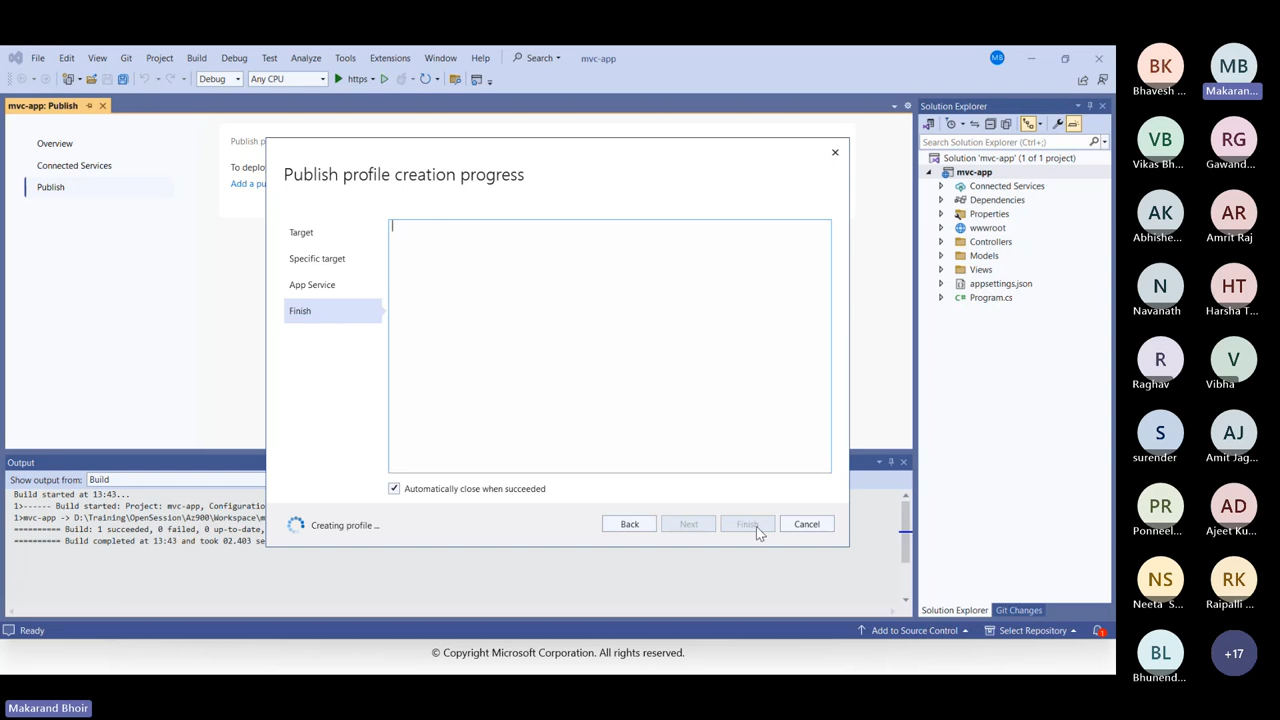 File Edit View Git Project Build Debug Test Analyze Tools Extensions Window Help Search mvc-app MB
Debug Any CPU https
mvc-app: Publish
Overview
Connected Services
Publish
Publish p
To deplo
Add a pu
Publish profile creation progress
Target
Specific target
App Service
Finish
Automatically close when succeeded
Creating profile ...
Back Next Finish Cancel
Output
Show output from: Build
Build started at 13:43...
1>------ Build started: Project: mvc-app, Configuratio
1>mvc-app -> D:\Training\OpenSession\Az900\Workspace\m
========== Build: 1 succeeded, 0 failed, 0 up-to-date,
========== Build completed at 13:43 and took 02.403 se
Solution Explorer
Search Solution Explorer (Ctrl+;)
Solution 'mvc-app' (1 of 1 project)
mvc-app
Connected Services
Dependencies
Properties
wwwroot
Controllers
Models
Views
appsettings.json
Program.cs
Solution Explorer Git Changes
Ready
Add to Source Control Select Repository 1
© Copyright Microsoft Corporation. All rights reserved.
Makarand Bhoir
BK MB
Bhavesh ... Makaran...
VB RG
Vikas Bh... Gawand...
AK AR
Abhishe... Amrit Raj
N HT
Navanath Harsha T...
R V
Raghav Vibha
S AJ
surender Amit Jag...
PR AD
Ponneel... Ajeet Ku...
NS RK
Neeta S... Raipalli ...
BL +17
Bhunend...